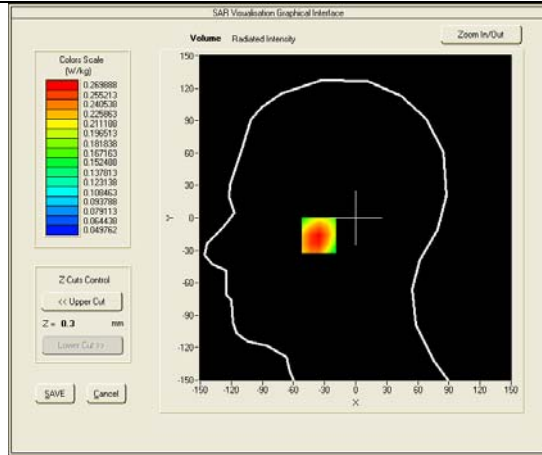 SAR Visualisation Graphical Interface
Volume Radiated Intensity
Zoom In/Out
Colors Scale
(W/kg)
0.269888
0.255213
0.240538
0.225863
0.211188
0.196513
0.181838
0.167163
0.152488
0.137813
0.123138
0.108463
0.093788
0.079113
0.064438
0.049762
Z Cuts Control
<< Upper Cut
Z = 0.3 mm
Lower Cut >>
SAVE Cancel
150-
120-
90-
60-
30-
0-
-30-
-60-
-90-
-120-
-150-
Y
-150 -120 -90 -60 -30 0 30 60 90 120 150
X